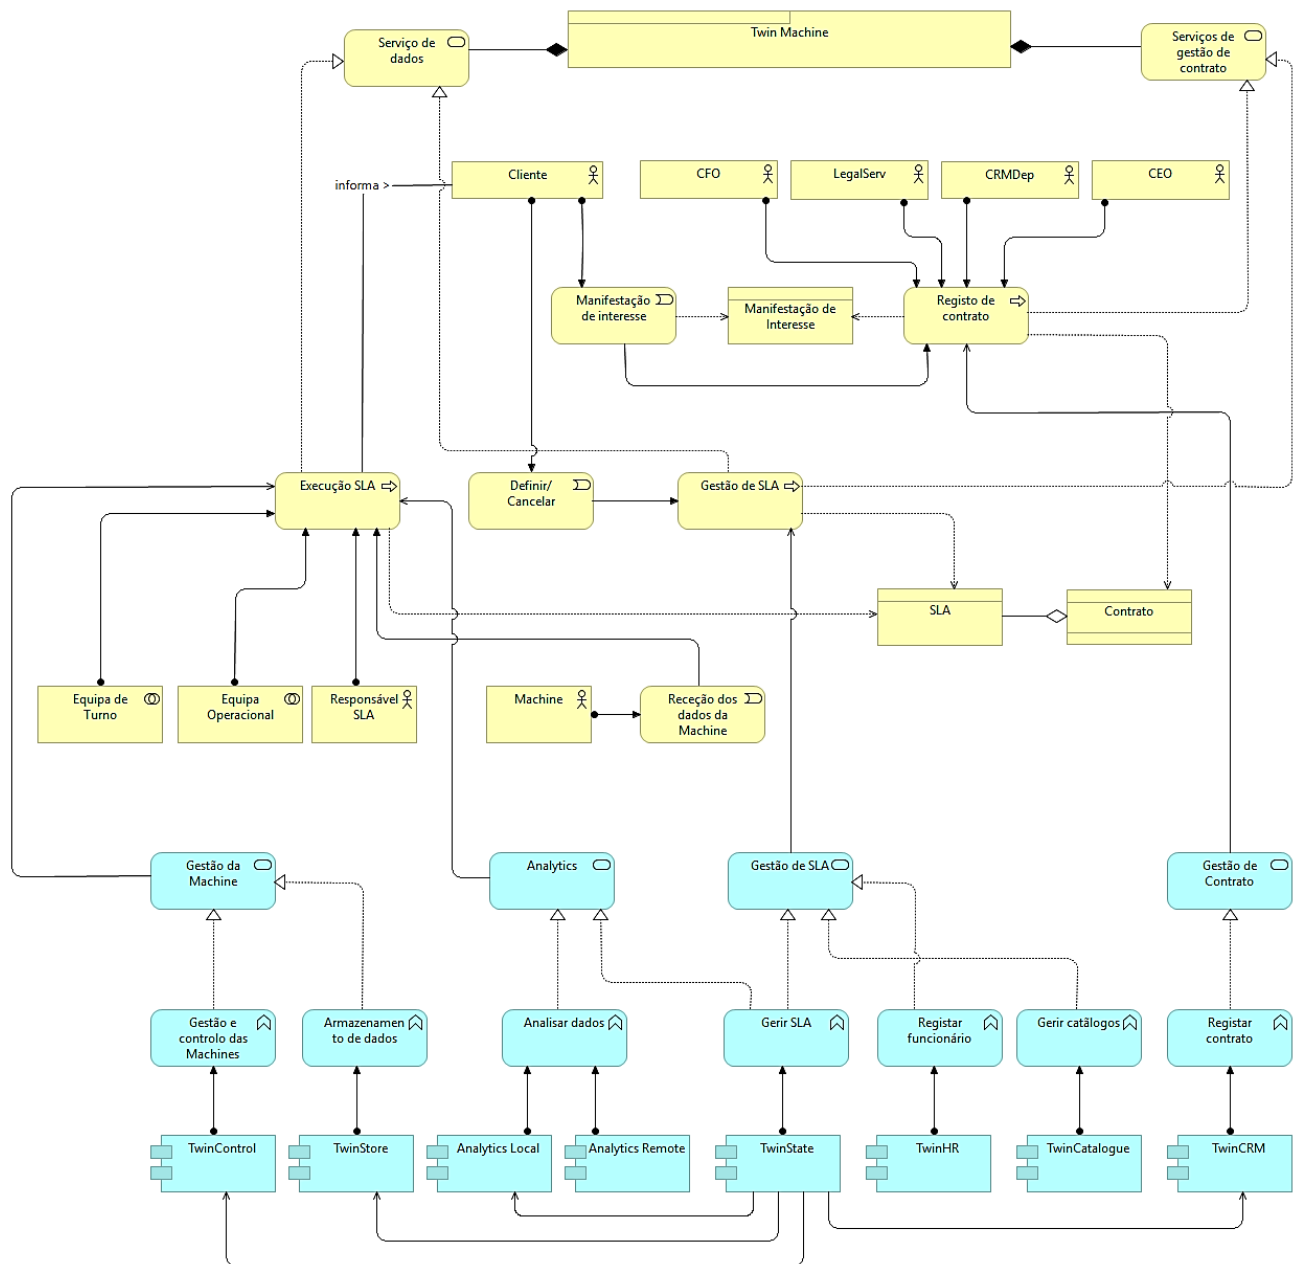 Serviço de
dados
Twin Machine
Serviços de
gestão de
contrato
informa >
Cliente
CFO
LegalServ
CRMDep
CEO
Manifestação
de interesse
Manifestação de
Interesse
Registo de
contrato
Execução SLA
Definir/
Cancelar
Gestão de SLA
SLA
Contrato
Equipa de
Turno
Equipa
Operacional
Responsável
SLA
Machine
Receção dos
dados da
Machine
Gestão da
Machine
Analytics
Gestão de SLA
Gestão de
Contrato
Gestão e
controlo das
Machines
Armazenamen
to de dados
Analisar dados
Gerir SLA
Registar
funcionário
Gerir catãlogos
Registar
contrato
TwinControl
TwinStore
Analytics Local
Analytics Remote
TwinState
TwinHR
TwinCatalogue
TwinCRM